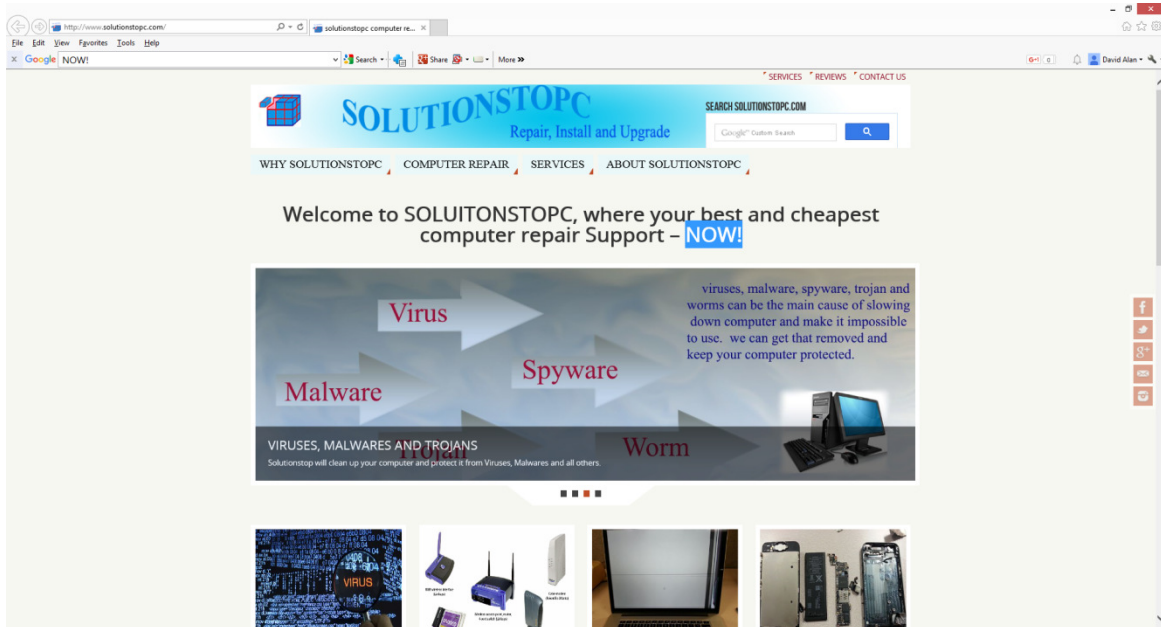 http://www.solutionstopc.com/
solutionstopc computer re...
File Edit View Favorites Tools Help
Google NOW! Search Share More »
g+1 0 David Alan
SERVICES REVIEWS CONTACT US
SOLUTIONSTOPC
Repair, Install and Upgrade
SEARCH SOLUTIONSTOPC.COM
Google™ Custom Search
WHY SOLUTIONSTOPC COMPUTER REPAIR SERVICES ABOUT SOLUTIONSTOPC
Welcome to SOLUITONSTOPC, where your best and cheapest
computer repair Support – NOW!
viruses, malware, spyware, trojan and
worms can be the main cause of slowing
down computer and make it impossible
to use. we can get that removed and
keep your computer protected.
Virus
Spyware
Malware
Trojan
Worm
VIRUSES, MALWARES AND TROJANS
Solutionstop will clean up your computer and protect it from Viruses, Malwares and all others.
VIRUS